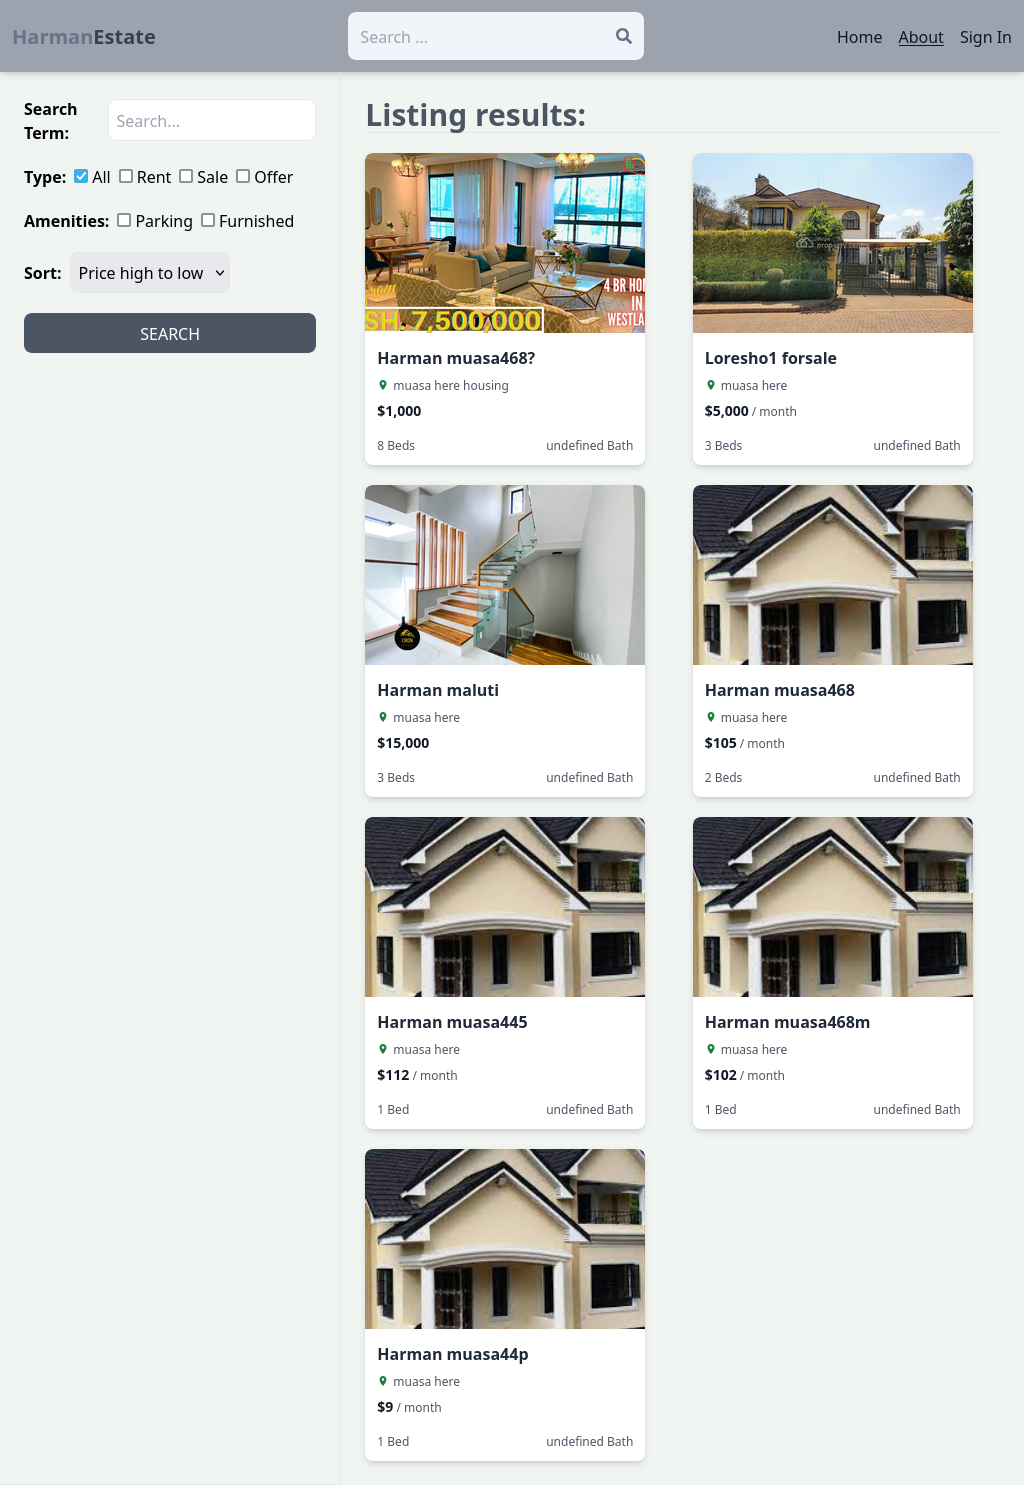 HarmanEstate
Search ...
Home
About
Sign In
Search Term:
Search...
Type:
All
Rent
Sale
Offer
Amenities:
Parking
Furnished
Sort:
Price high to low
SEARCH
Listing results:
4 BR HO
IN
WESTLA
SH. 7,500,000
Harman muasa468?
muasa here housing
$1,000
8 Beds
undefined Bath
property centre
Loresho1 forsale
muasa here
$5,000 / month
3 Beds
undefined Bath
Harman maluti
muasa here
$15,000
3 Beds
undefined Bath
Harman muasa468
muasa here
$105 / month
2 Beds
undefined Bath
Harman muasa445
muasa here
$112 / month
1 Bed
undefined Bath
Harman muasa468m
muasa here
$102 / month
1 Bed
undefined Bath
Harman muasa44p
muasa here
$9 / month
1 Bed
undefined Bath